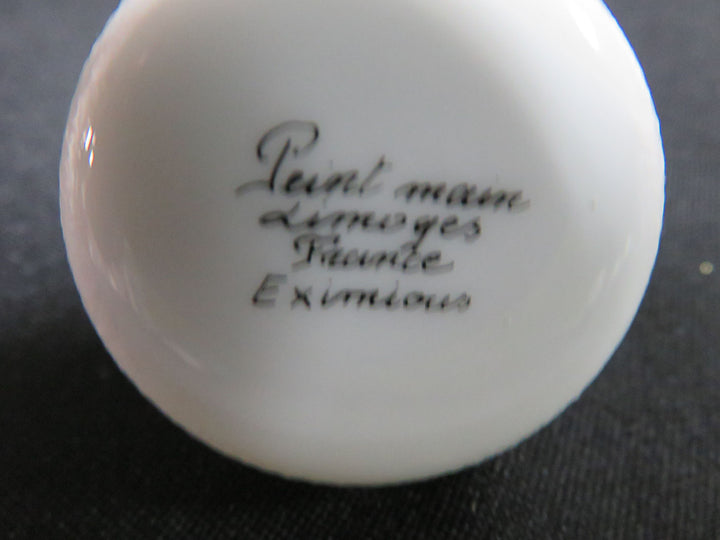 Peint main
Limoges
France
Eximious